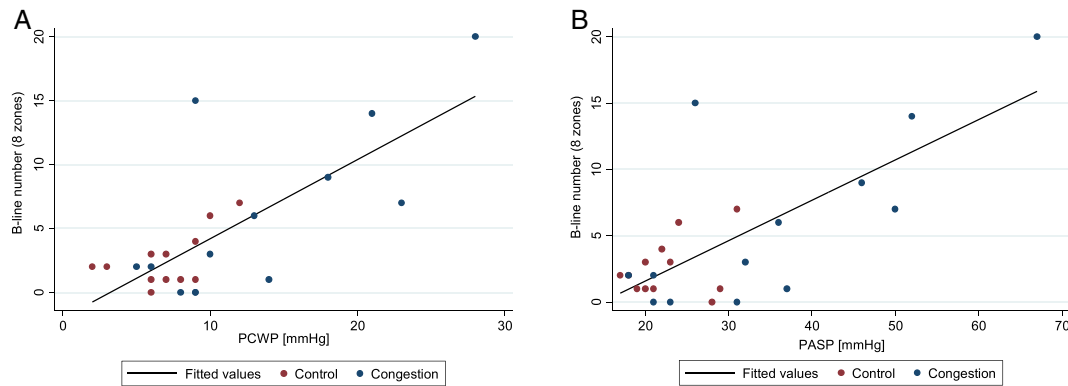 A
B-line number (8 zones)
20
15
10
5
0
0 10 20 30
PCWP [mmHg]
Fitted values Control Congestion
B
B-line number (8 zones)
20
15
10
5
0
20 30 40 50 60 70
PASP [mmHg]
Fitted values Control Congestion